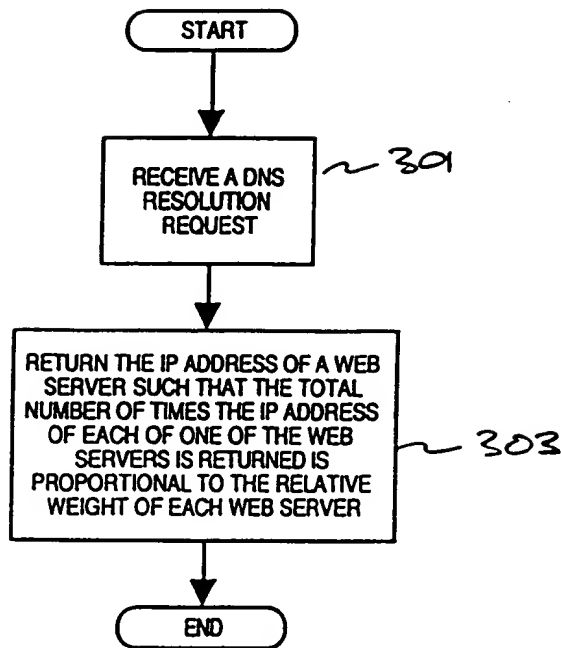 START
RECEIVE A DNS
RESOLUTION
REQUEST
301
RETURN THE IP ADDRESS OF A WEB
SERVER SUCH THAT THE TOTAL
NUMBER OF TIMES THE IP ADDRESS
OF EACH OF ONE OF THE WEB
SERVERS IS RETURNED IS
PROPORTIONAL TO THE RELATIVE
WEIGHT OF EACH WEB SERVER
303
END